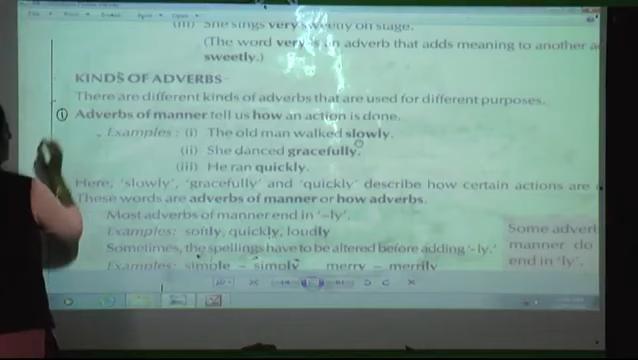 (iii) She sings very sweetly on stage.
(The word very is an adverb that adds meaning to another
sweetly.)
KINDS OF ADVERBS
There are different kinds of adverbs that are used for different purposes.
① Adverbs of manner tell us how an action is done.
Examples : (i) The old man walked slowly.
(ii) She danced gracefully.
(iii) He ran quickly.
Here, 'slowly', 'gracefully' and 'quickly' describe how certain actions are
These words are adverbs of manner or how adverbs.
Most adverbs of manner end in '–ly'.
Examples: softly, quickly, loudly
Sometimes, the spellings have to be altered before adding '-ly.'
Examples: simple – simply merry – merrily
Some advert
manner do
end in 'ly'.